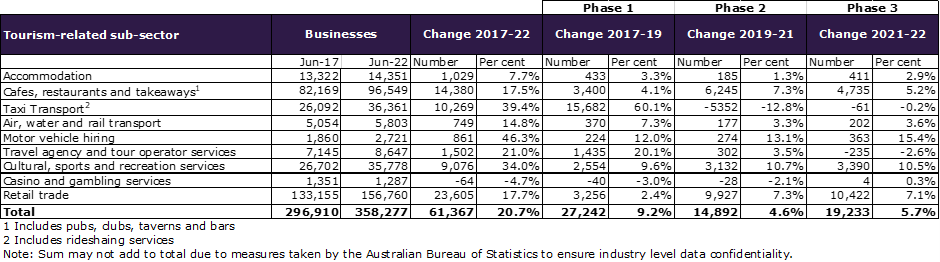 Phase 1 Phase 2 Phase 3
Tourism-related sub-sector Businesses Change 2017-22 Change 2017-19 Change 2019-21 Change 2021-22
Jun-17 Jun-22 Number Per cent Number Per cent Number Per cent Number Per cent
Accommodation 13,322 14,351 1,029 7.7% 433 3.3% 185 1.3% 411 2.9%
Cafes, restaurants and takeaways1 82,169 96,549 14,380 17.5% 3,400 4.1% 6,245 7.3% 4,735 5.2%
Taxi Transport2 26,092 36,361 10,269 39.4% 15,682 60.1% -5352 -12.8% -61 -0.2%
Air, water and rail transport 5,054 5,803 749 14.8% 370 7.3% 177 3.3% 202 3.6%
Motor vehicle hiring 1,860 2,721 861 46.3% 224 12.0% 274 13.1% 363 15.4%
Travel agency and tour operator services 7,145 8,647 1,502 21.0% 1,435 20.1% 302 3.5% -235 -2.6%
Cultural, sports and recreation services 26,702 35,778 9,076 34.0% 2,554 9.6% 3,132 10.7% 3,390 10.5%
Casino and gambling services 1,351 1,287 -64 -4.7% -40 -3.0% -28 -2.1% 4 0.3%
Retail trade 133,155 156,760 23,605 17.7% 3,256 2.4% 9,927 7.3% 10,422 7.1%
Total 296,910 358,277 61,367 20.7% 27,242 9.2% 14,892 4.6% 19,233 5.7%
1 Includes pubs, clubs, taverns and bars
2 Includes rideshaing services
Note: Sum may not add to total due to measures taken by the Australian Bureau of Statistics to ensure industry level data confidentiality.